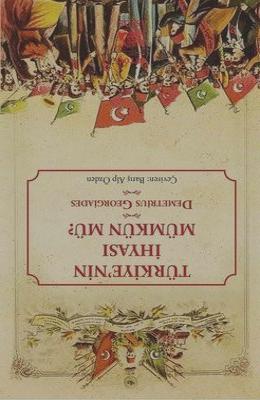 TÜRKİYE'NİN
İHYASI
MÜMKÜN MÜ?
DEMETRIUS GEORGIADES
Çeviren: Barış Alp Özden